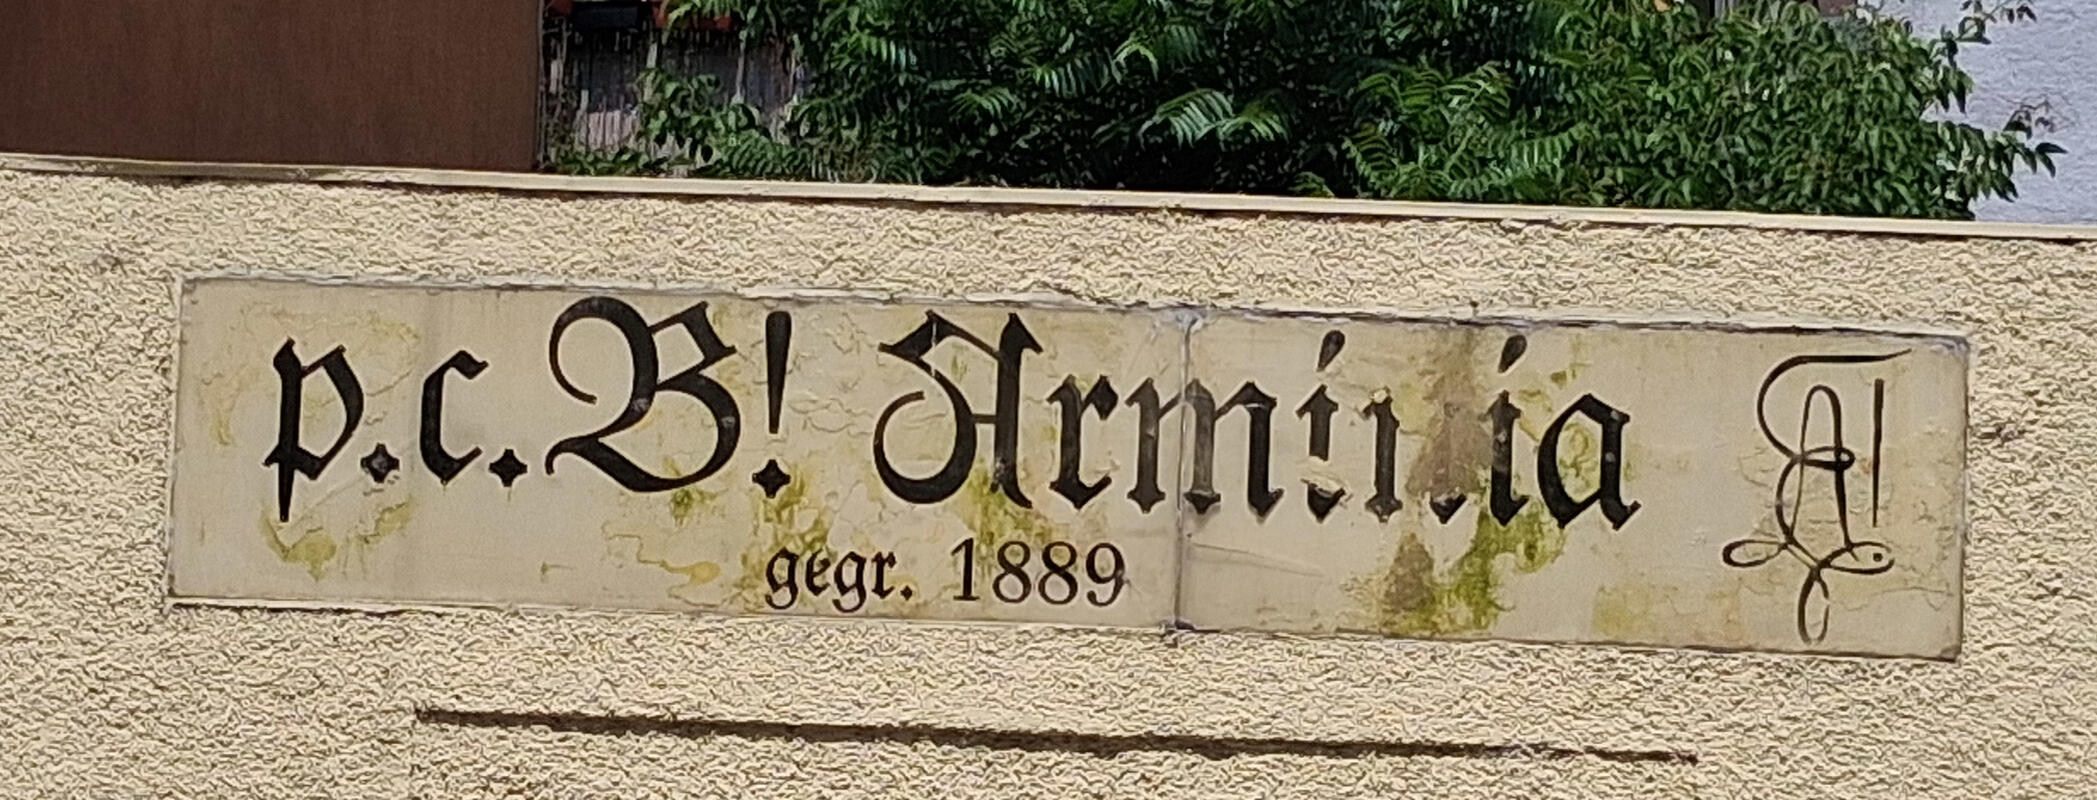 p.c. B! Arminia
gegr. 1889